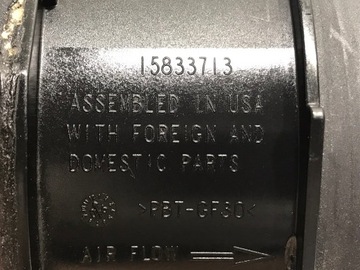 15833713
ASSEMBLED IN USA
WITH FOREIGN AND
DOMESTIC PARTS
>PBT-GF30<
AIR FLOW